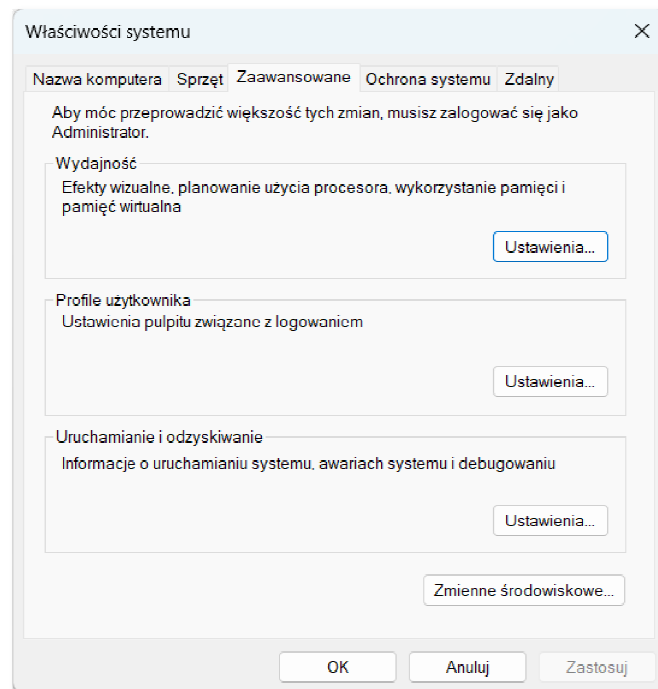 Właściwości systemu
Nazwa komputera Sprzęt Zaawansowane Ochrona systemu Zdalny
Aby móc przeprowadzić większość tych zmian, musisz zalogować się jako
Administrator.
Wydajność
Efekty wizualne, planowanie użycia procesora, wykorzystanie pamięci i
pamięć wirtualna
Ustawienia...
Profile użytkownika
Ustawienia pulpitu związane z logowaniem
Ustawienia...
Uruchamianie i odzyskiwanie
Informacje o uruchamianiu systemu, awariach systemu i debugowaniu
Ustawienia...
Zmienne środowiskowe...
OK Anuluj Zastosuj